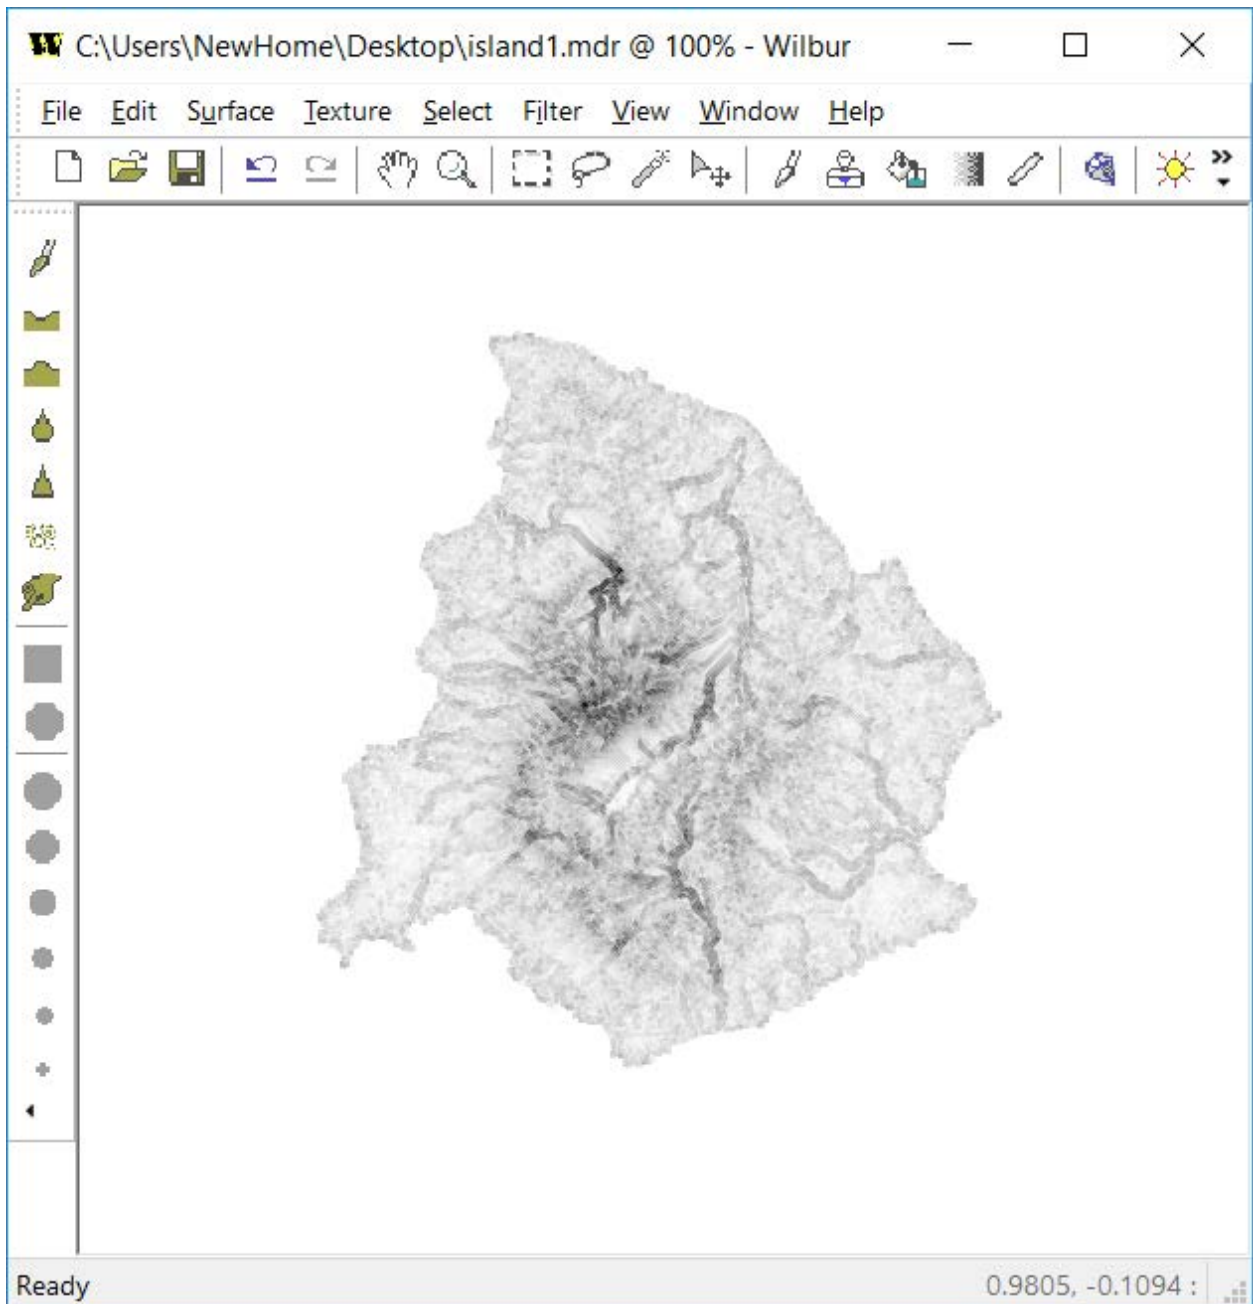 W C:\Users\NewHome\Desktop\island1.mdr @ 100% - Wilbur
File Edit Surface Texture Select Filter View Window Help
Ready 0.9805, -0.1094 :